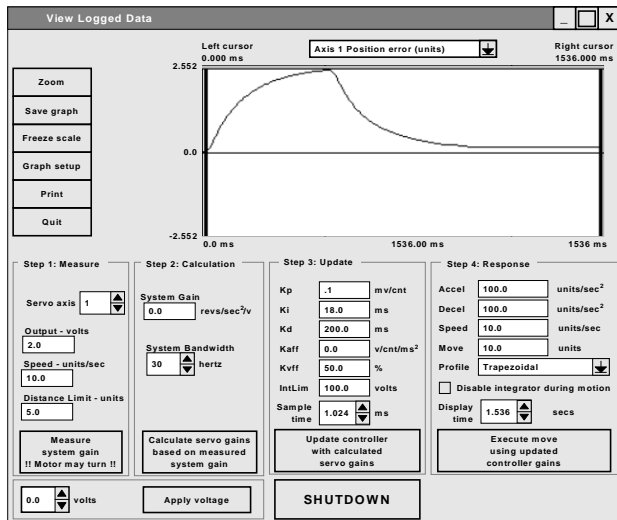 View Logged Data
_ X
Left cursor
0.000 ms
Axis 1 Position error (units)
Right cursor
1536.000 ms
Zoom
Save graph
Freeze scale
Graph setup
Print
Quit
2.552
0.0
-2.552
0.0 ms
1536.00 ms
1536 ms
Step 1: Measure
Servo axis 1
Output - volts
2.0
Speed - units/sec
10.0
Distance Limit - units
5.0
Measure
system gain
!! Motor may turn !!
Step 2: Calculation
System Gain
0.0 revs/sec²/v
System Bandwidth
30 hertz
Calculate servo gains
based on measured
system gain
Step 3: Update
Kp .1 mv/cnt
Ki 18.0 ms
Kd 200.0 ms
Kaff 0.0 v/cnt/ms²
Kvff 50.0 %
IntLim 100.0 volts
Sample
time 1.024 ms
Update controller
with calculated
servo gains
Step 4: Response
Accel 100.0 units/sec²
Decel 100.0 units/sec²
Speed 10.0 units/sec
Move 10.0 units
Profile Trapezoidal
Disable integrator during motion
Display
time 1.536 secs
Execute move
using updated
controller gains
0.0 volts
Apply voltage
SHUTDOWN